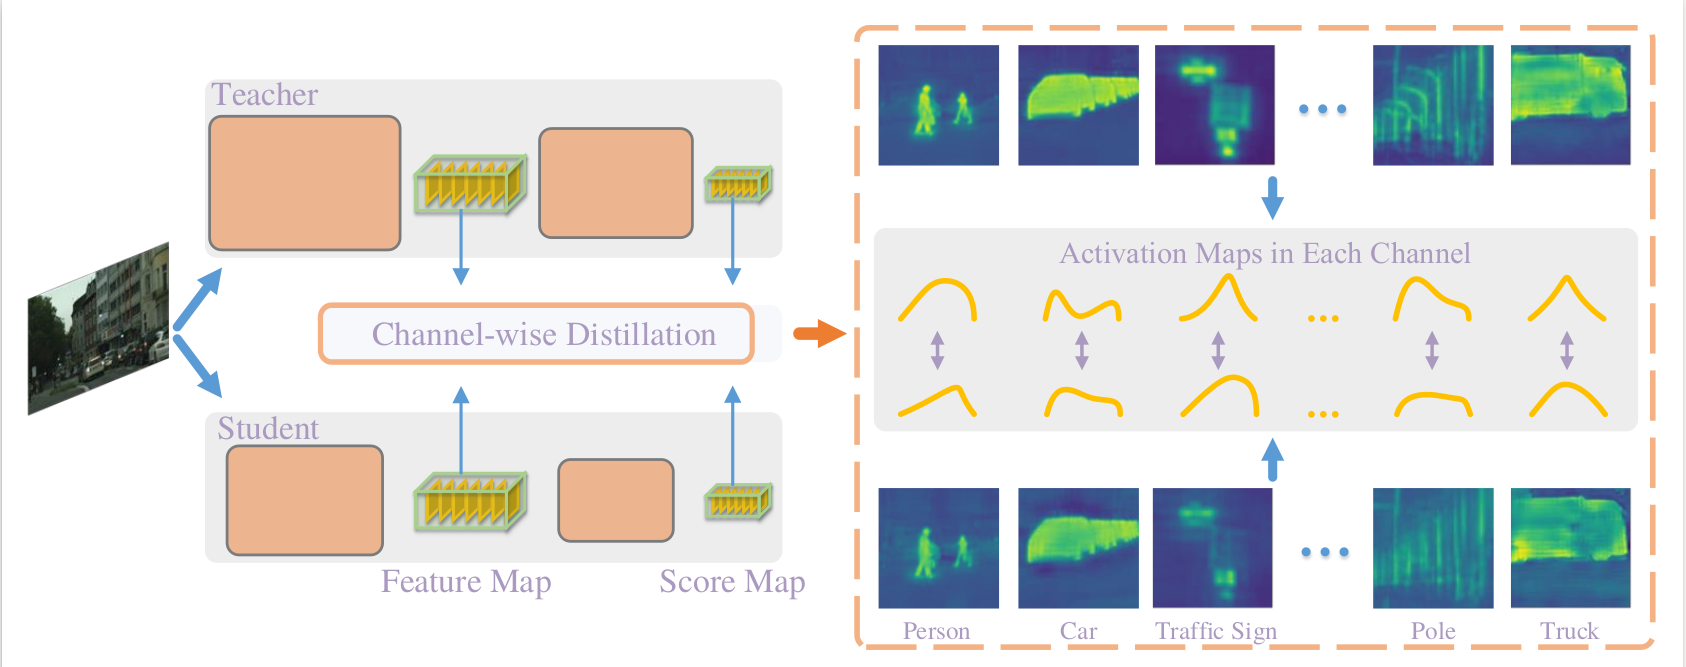 Teacher
Channel-wise Distillation
Student
Feature Map
Score Map
Activation Maps in Each Channel
Person
Car
Traffic Sign
Pole
Truck